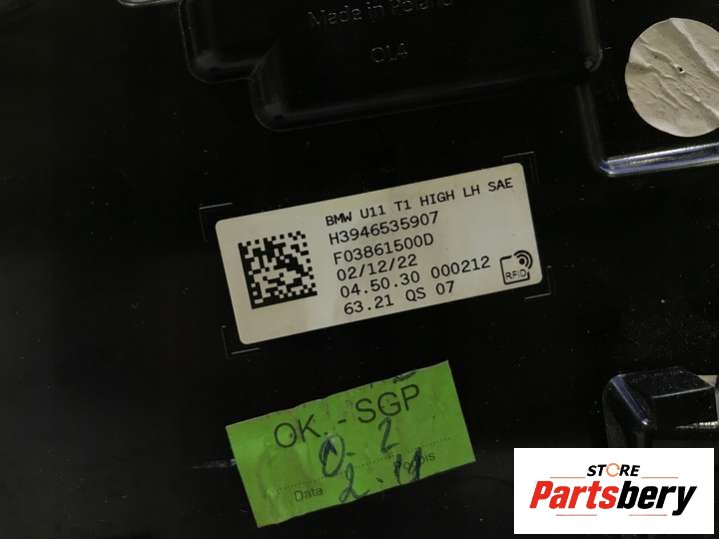 Made in Poland
014
BMW U11 T1 HIGH LH SAE
H3946535907
F03861500D
02/12/22
04.50.30 000212
63.21 QS 07
RFID
OK. - SGP
Data
STORE
Partsbery